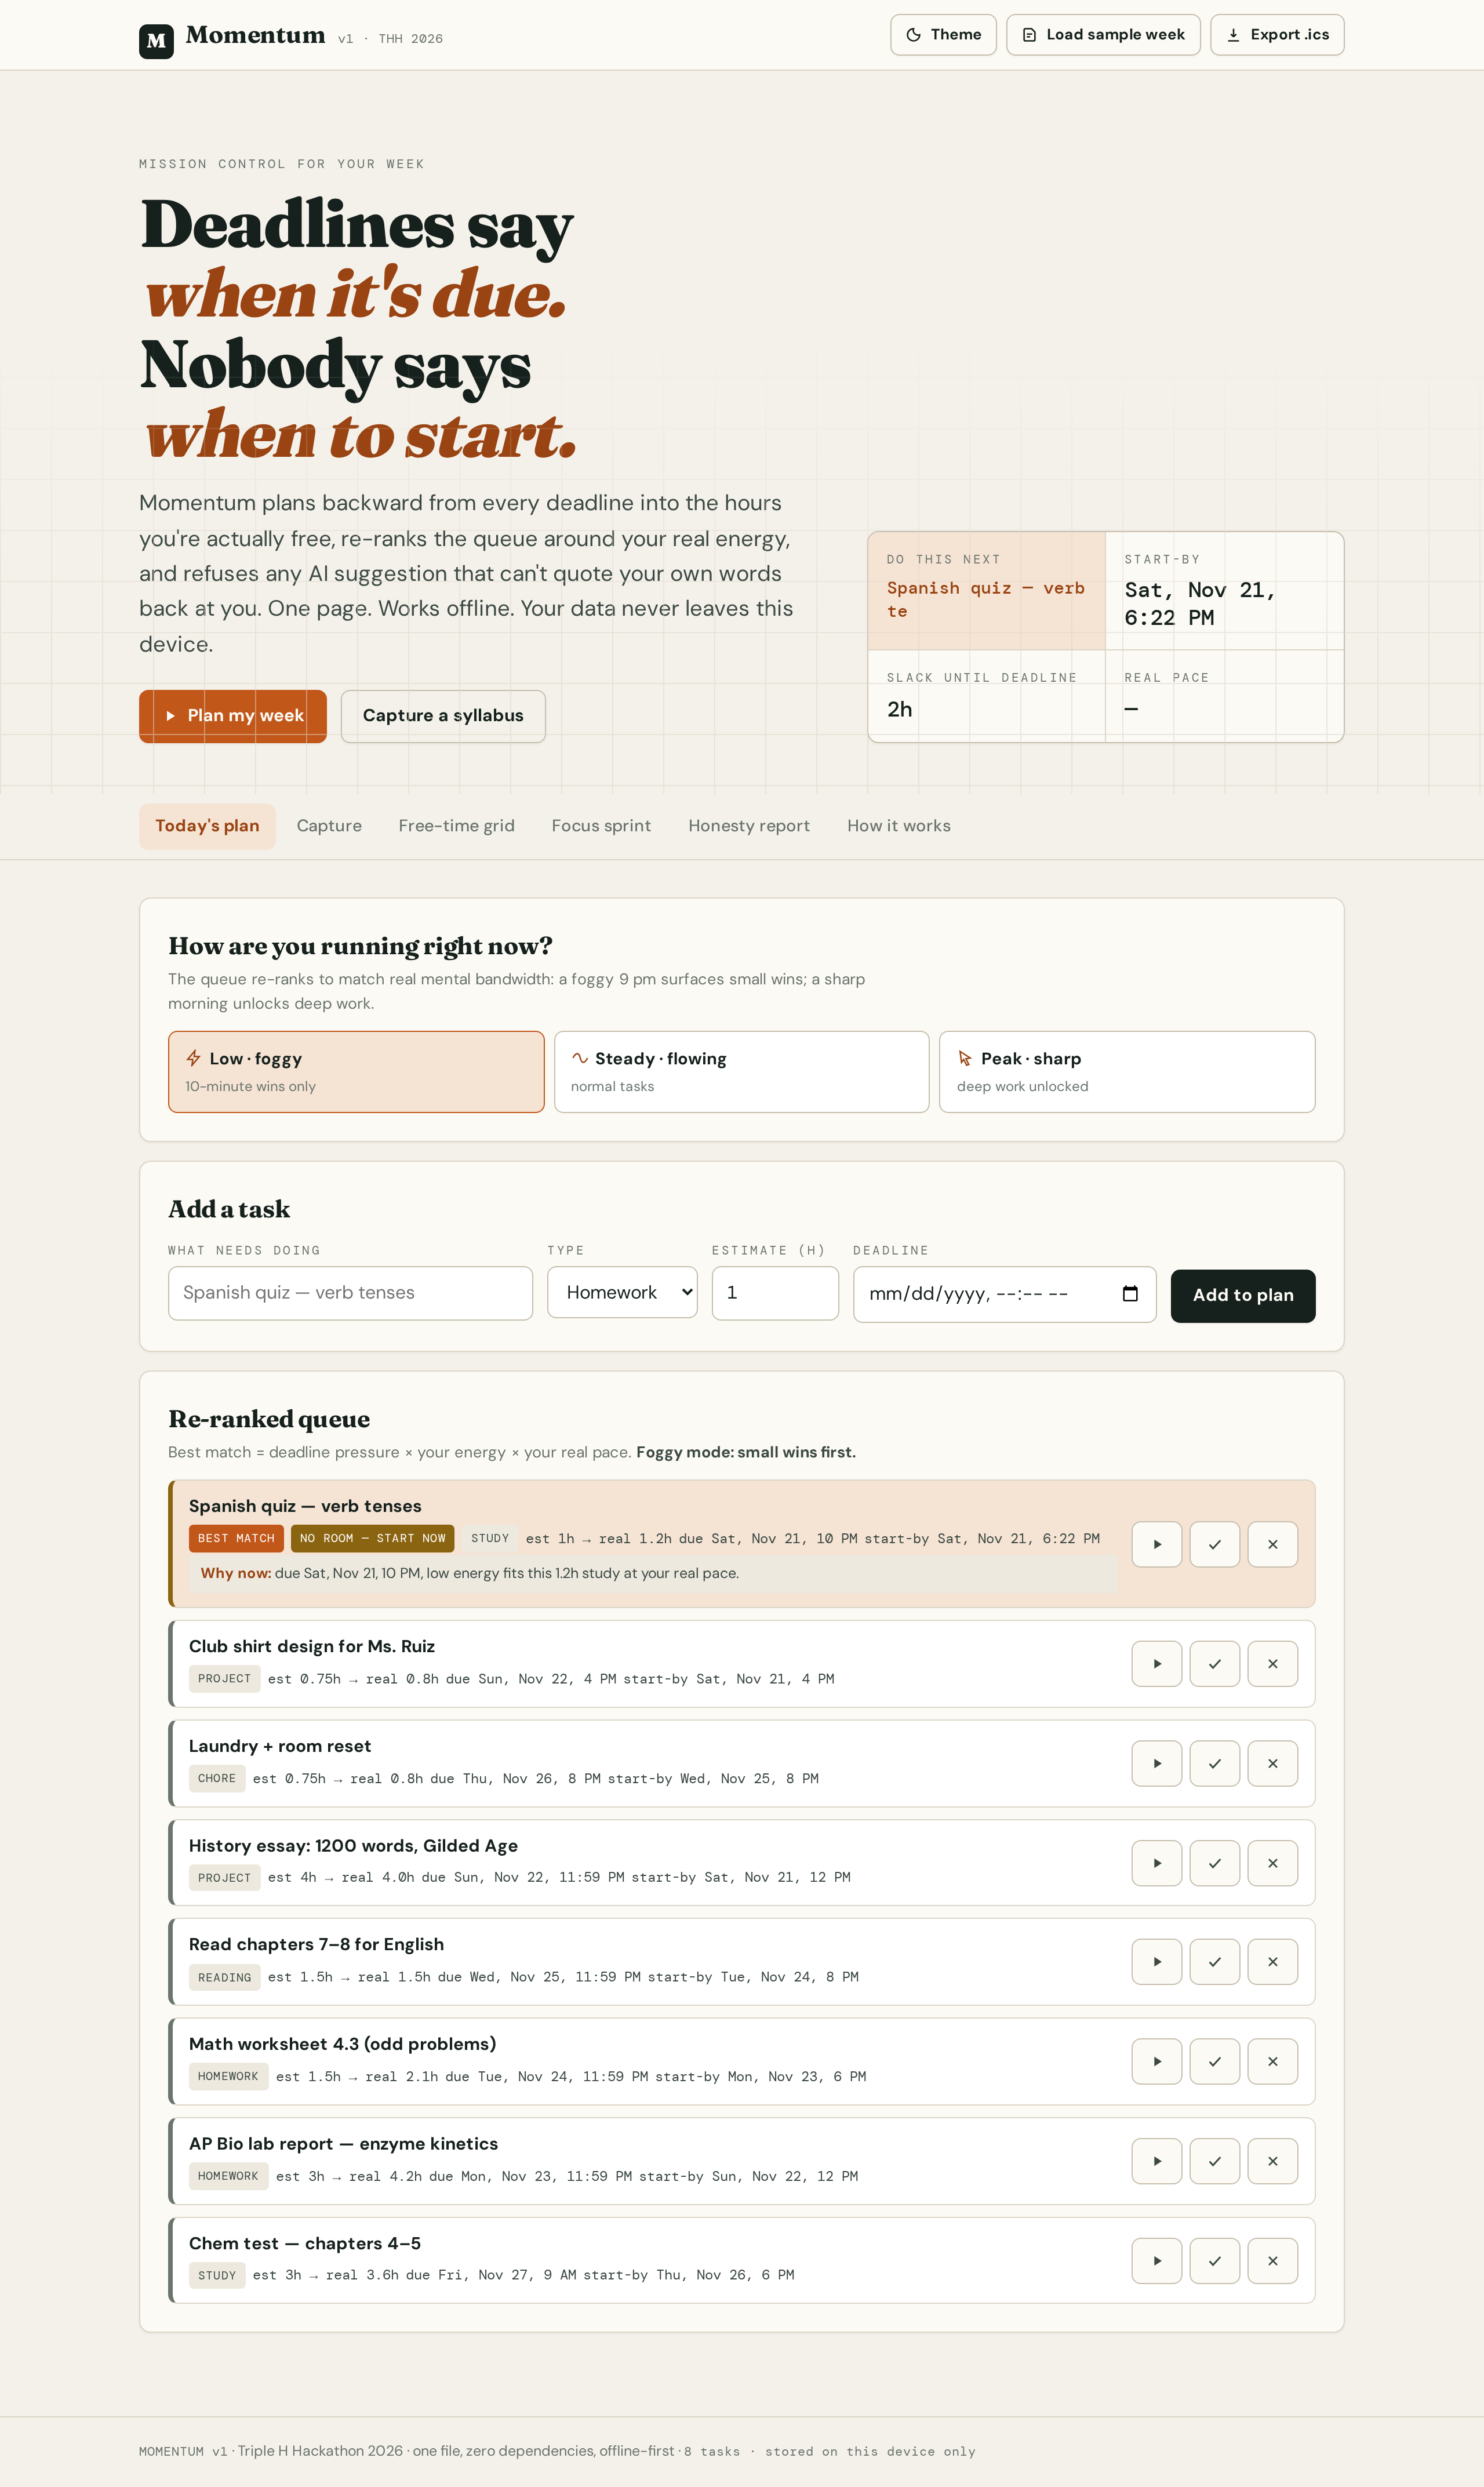 M Momentum v1 · THH 2026
Theme
Load sample week
Export .ics
MISSION CONTROL FOR YOUR WEEK
Deadlines say
when it's due.
Nobody says
when to start.
Momentum plans backward from every deadline into the hours
you're actually free, re-ranks the queue around your real energy,
and refuses any AI suggestion that can't quote your own words
back at you. One page. Works offline. Your data never leaves this
device.
Plan my week
Capture a syllabus
DO THIS NEXT
Spanish quiz — verb
te
START-BY
Sat, Nov 21,
6:22 PM
SLACK UNTIL DEADLINE
2h
REAL PACE
—
Today's plan
Capture
Free-time grid
Focus sprint
Honesty report
How it works
How are you running right now?
The queue re-ranks to match real mental bandwidth: a foggy 9 pm surfaces small wins; a sharp
morning unlocks deep work.
Low · foggy
10-minute wins only
Steady · flowing
normal tasks
Peak · sharp
deep work unlocked
Add a task
WHAT NEEDS DOING
Spanish quiz — verb tenses
TYPE
Homework
ESTIMATE (H)
1
DEADLINE
mm/dd/yyyy, --:-- --
Add to plan
Re-ranked queue
Best match = deadline pressure × your energy × your real pace. Foggy mode: small wins first.
Spanish quiz — verb tenses
BEST MATCH NO ROOM — START NOW STUDY est 1h → real 1.2h due Sat, Nov 21, 10 PM start-by Sat, Nov 21, 6:22 PM
Why now: due Sat, Nov 21, 10 PM, low energy fits this 1.2h study at your real pace.
Club shirt design for Ms. Ruiz
PROJECT est 0.75h → real 0.8h due Sun, Nov 22, 4 PM start-by Sat, Nov 21, 4 PM
Laundry + room reset
CHORE est 0.75h → real 0.8h due Thu, Nov 26, 8 PM start-by Wed, Nov 25, 8 PM
History essay: 1200 words, Gilded Age
PROJECT est 4h → real 4.0h due Sun, Nov 22, 11:59 PM start-by Sat, Nov 21, 12 PM
Read chapters 7–8 for English
READING est 1.5h → real 1.5h due Wed, Nov 25, 11:59 PM start-by Tue, Nov 24, 8 PM
Math worksheet 4.3 (odd problems)
HOMEWORK est 1.5h → real 2.1h due Tue, Nov 24, 11:59 PM start-by Mon, Nov 23, 6 PM
AP Bio lab report — enzyme kinetics
HOMEWORK est 3h → real 4.2h due Mon, Nov 23, 11:59 PM start-by Sun, Nov 22, 12 PM
Chem test — chapters 4–5
STUDY est 3h → real 3.6h due Fri, Nov 27, 9 AM start-by Thu, Nov 26, 6 PM
MOMENTUM v1 · Triple H Hackathon 2026 · one file, zero dependencies, offline-first · 8 tasks · stored on this device only